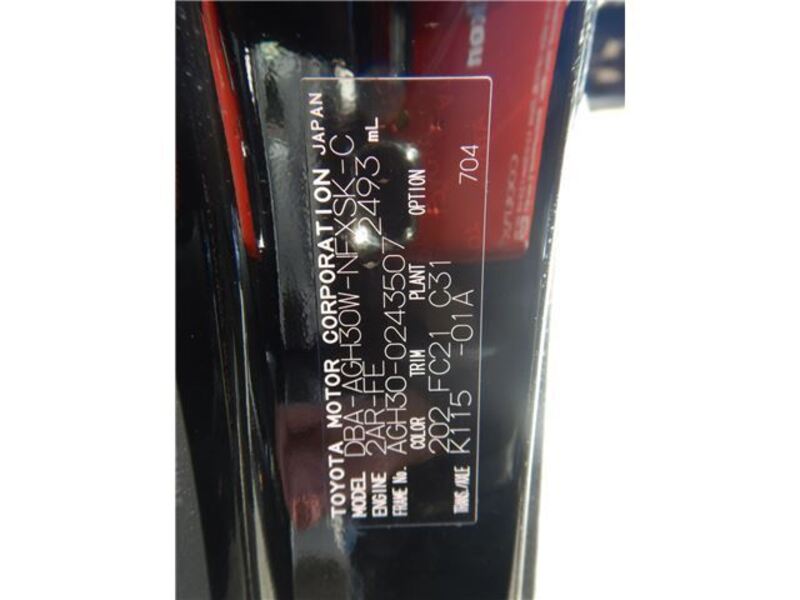 TOYOTA MOTOR CORPORATION JAPAN
MODEL DBA-AGH30W-NFXSK-C
ENGINE 2AR-FE 2493 mL
FRAME No. AGH30-0243507
COLOR TRIM PLANT OPTION
202 FC21 C31 704
TRANS./AXLE K115 -01A